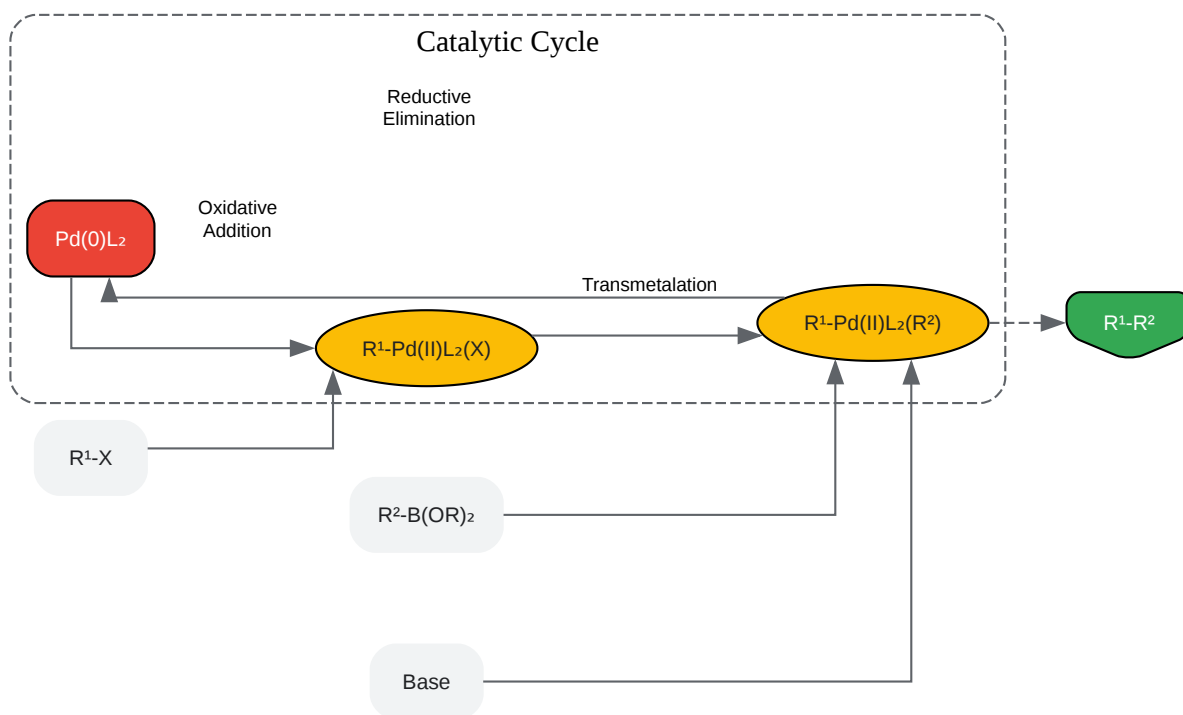 Catalytic Cycle
Reductive
Elimination
Oxidative
Addition
Pd(0)L₂
Transmetalation
R¹-Pd(II)L₂(R²)
R¹-R²
R¹-Pd(II)L₂(X)
R¹-X
R²-B(OR)₂
Base